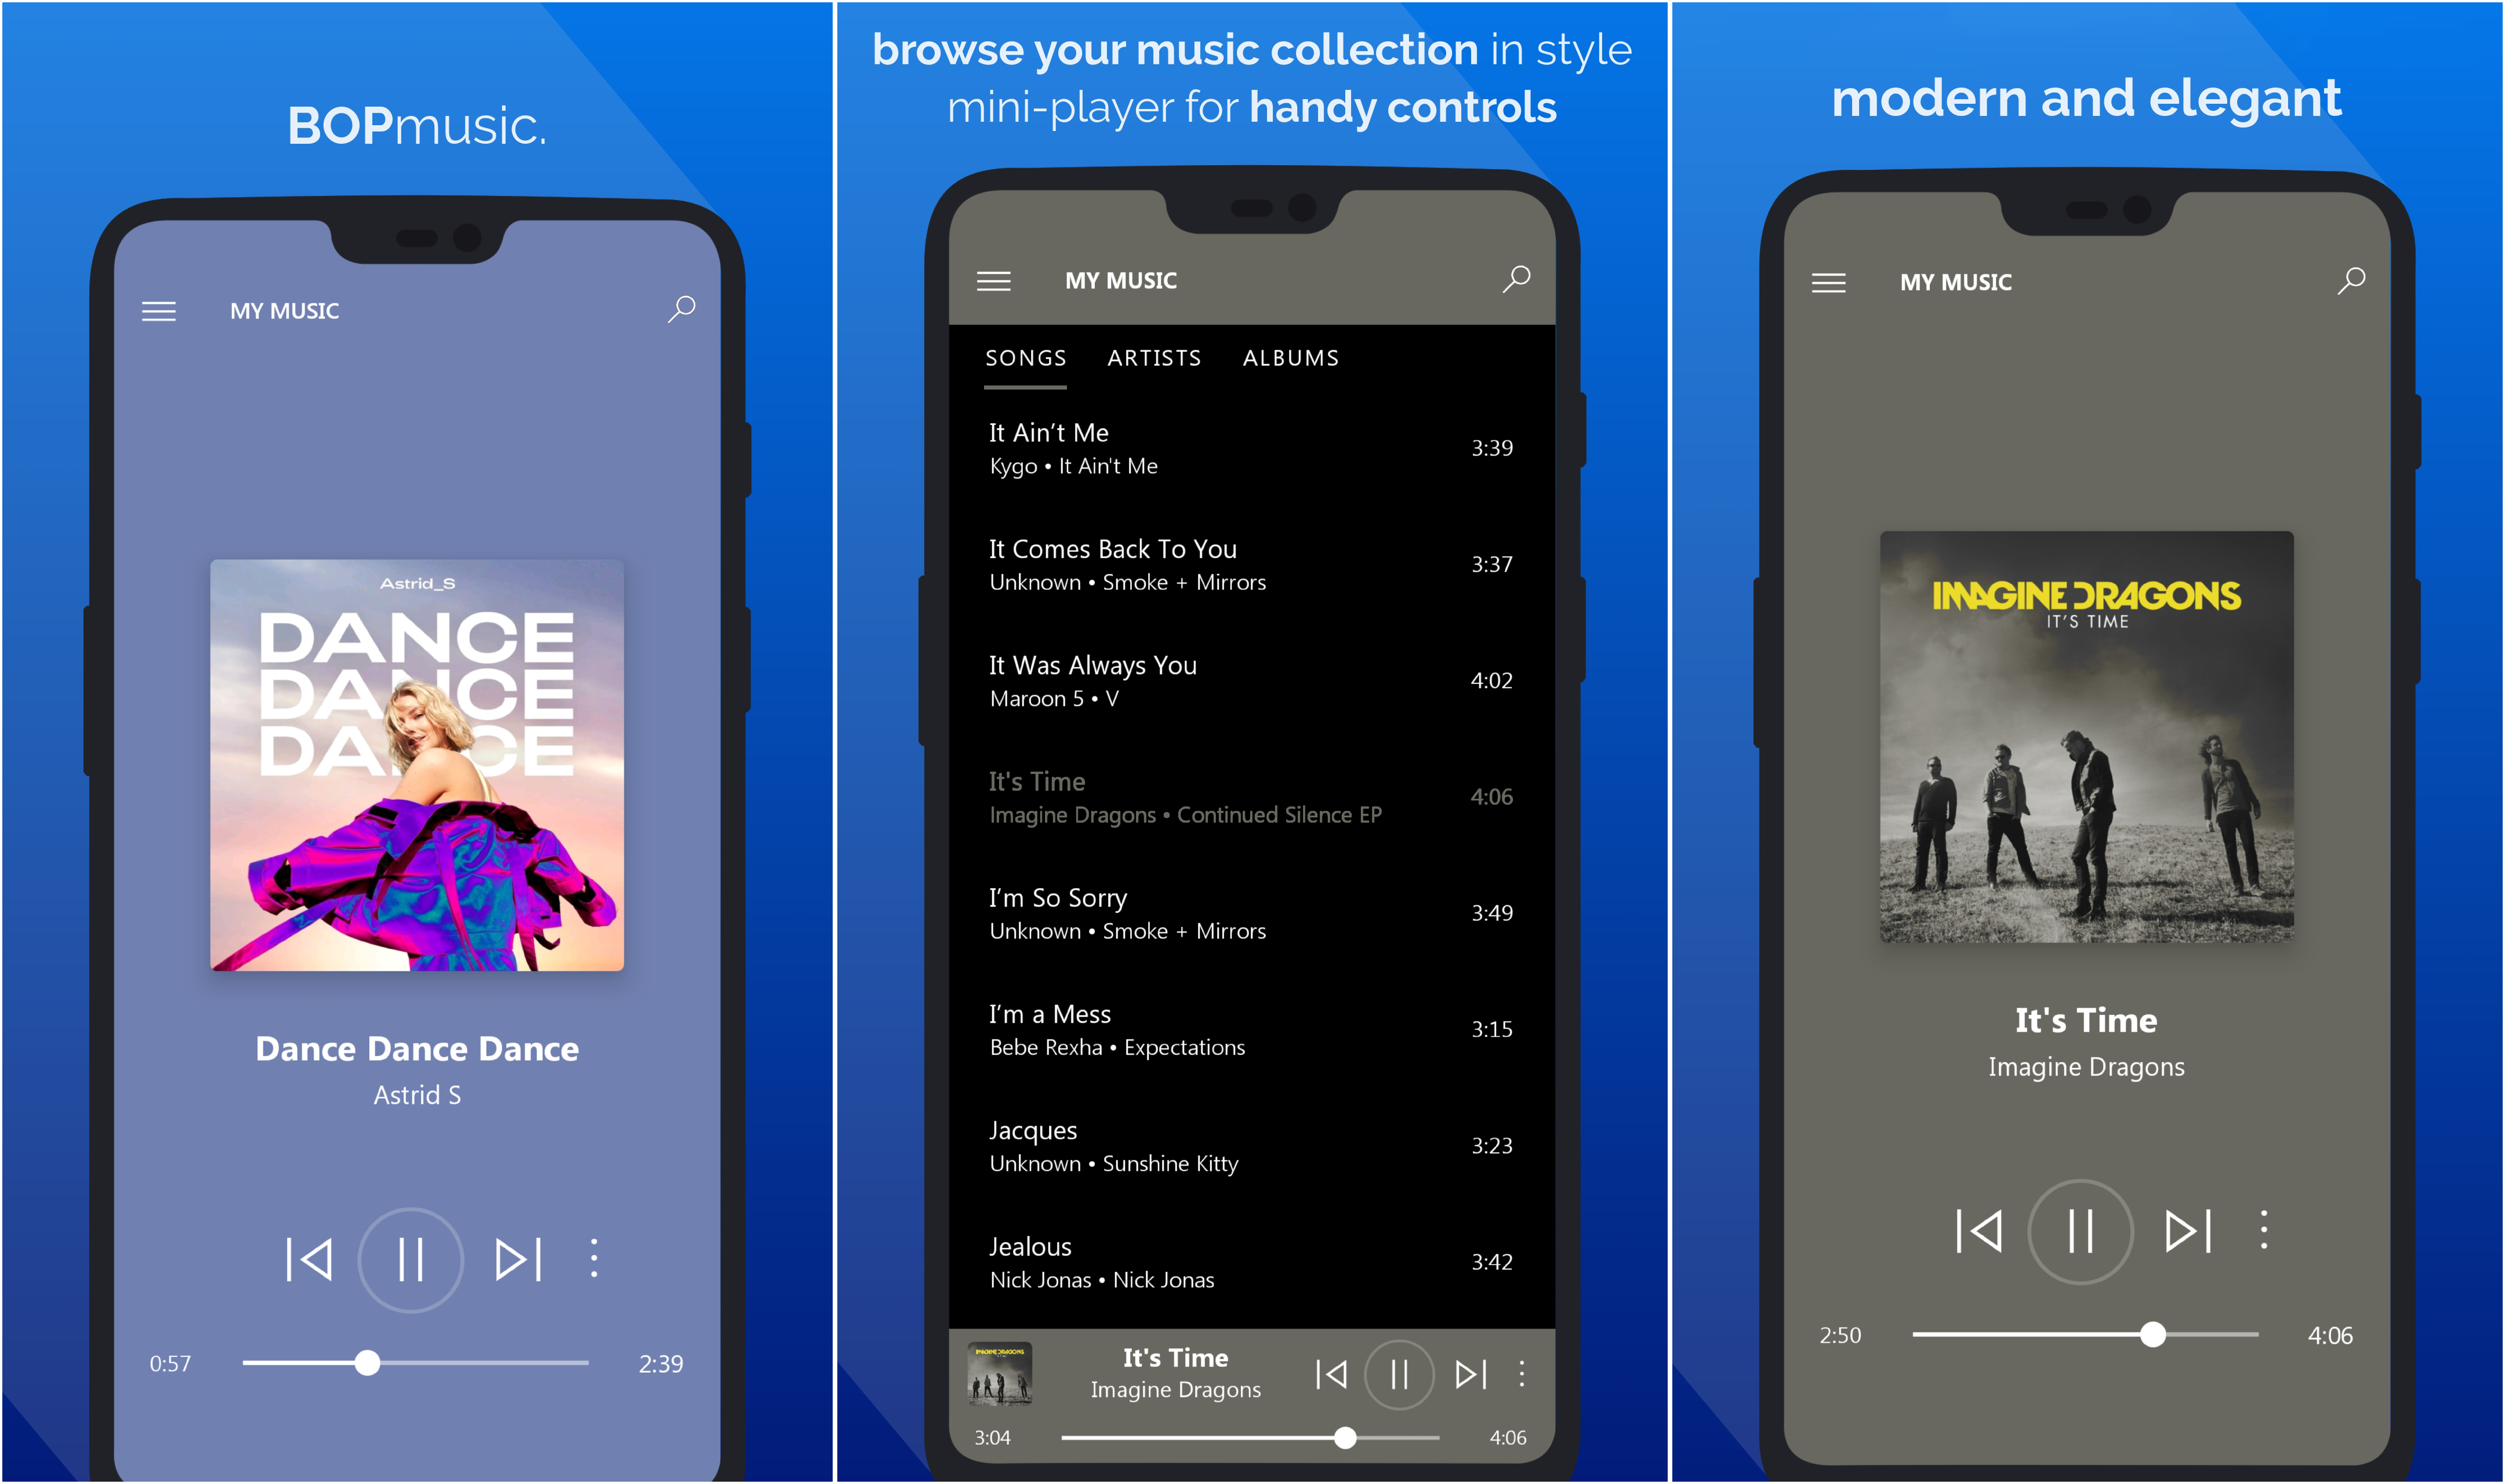 BOPmusic.
MY MUSIC
Astrid_S
DANCE
DANCE
DANCE
Dance Dance Dance
Astrid S
0:57
2:39
browse your music collection in style
mini-player for handy controls
MY MUSIC
SONGS ARTISTS ALBUMS
It Ain’t Me
Kygo • It Ain't Me
3:39
It Comes Back To You
Unknown • Smoke + Mirrors
3:37
It Was Always You
Maroon 5 • V
4:02
It's Time
Imagine Dragons • Continued Silence EP
4:06
I’m So Sorry
Unknown • Smoke + Mirrors
3:49
I’m a Mess
Bebe Rexha • Expectations
3:15
Jacques
Unknown • Sunshine Kitty
3:23
Jealous
Nick Jonas • Nick Jonas
3:42
IMAGINE DRAGONS
It's Time
Imagine Dragons
3:04
4:06
modern and elegant
MY MUSIC
IMAGINE DRAGONS
IT'S TIME
It's Time
Imagine Dragons
2:50
4:06